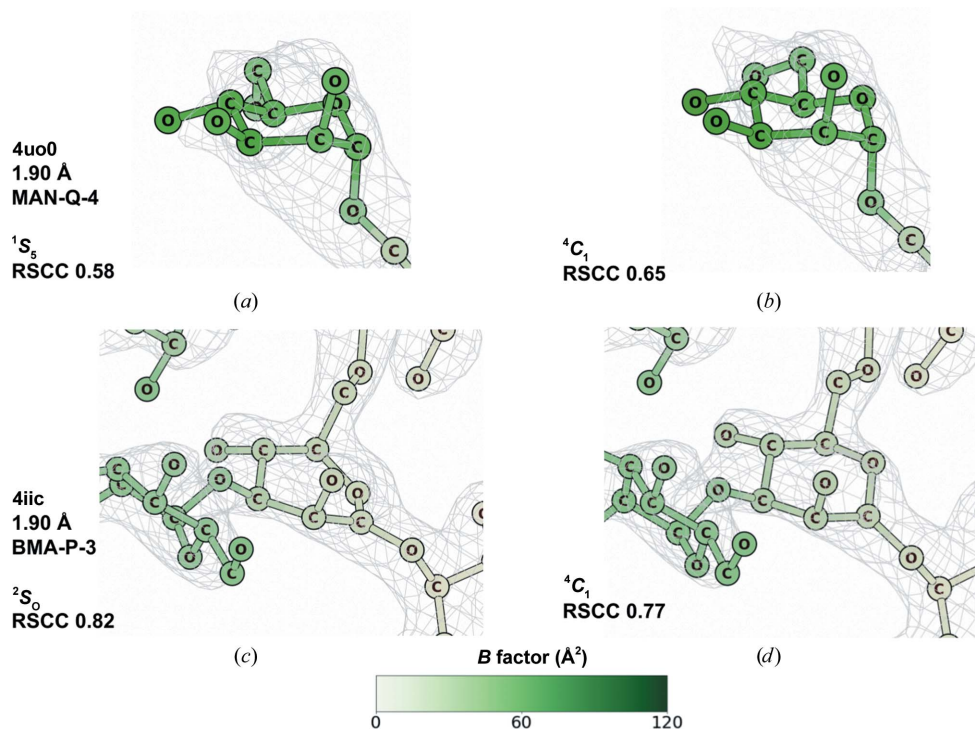 4uo0
1.90 Å
MAN-Q-4
¹S₅
RSCC 0.58
(a)
⁴C₁
RSCC 0.65
(b)
4iic
1.90 Å
BMA-P-3
²Sₒ
RSCC 0.82
(c)
⁴C₁
RSCC 0.77
(d)
B factor (Å²)
0 60 120